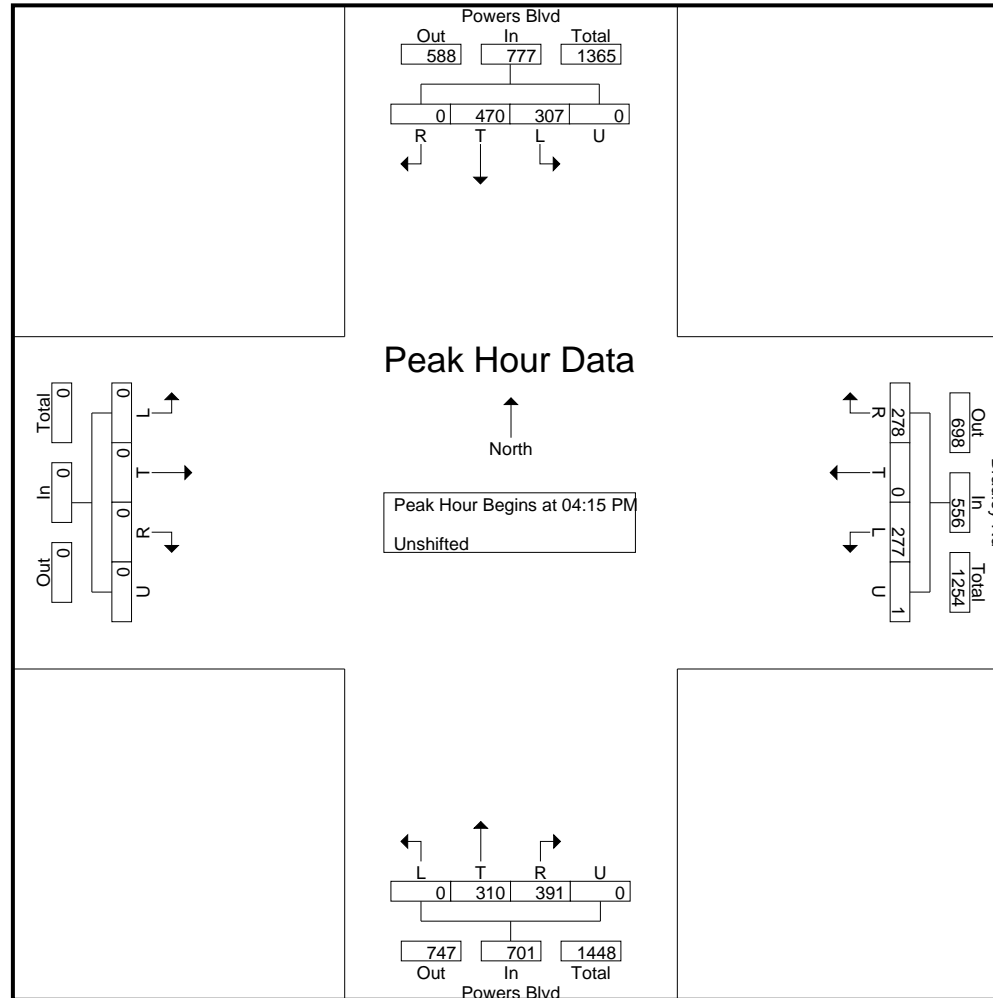 Powers Blvd
Out In Total
588 777 1365
0 470 307 0
R T L U
Peak Hour Data
North
Peak Hour Begins at 04:15 PM
Unshifted
Total In Out
0 0 0
0 0 0 0
L T R U
R T L U
278 0 277 1
Out In Total
698 556 1254
L T R U
0 310 391 0
747 701 1448
Out In Total
Powers Blvd